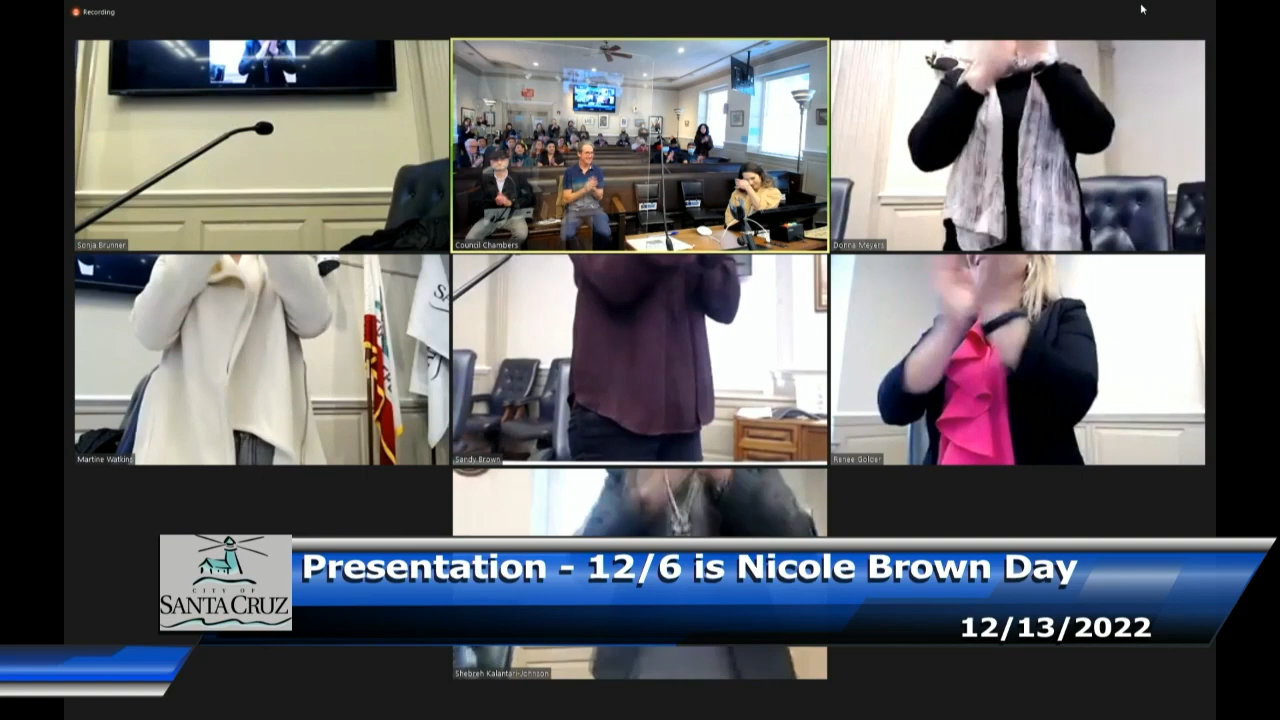 Recording
Sonja Brunner
Council Chambers
Donna Meyers
Martine Watkins
Sandy Brown
Renee Golder
Presentation - 12/6 is Nicole Brown Day
CITY OF
SANTA CRUZ
12/13/2022
Shebreh Kalantari-Johnson